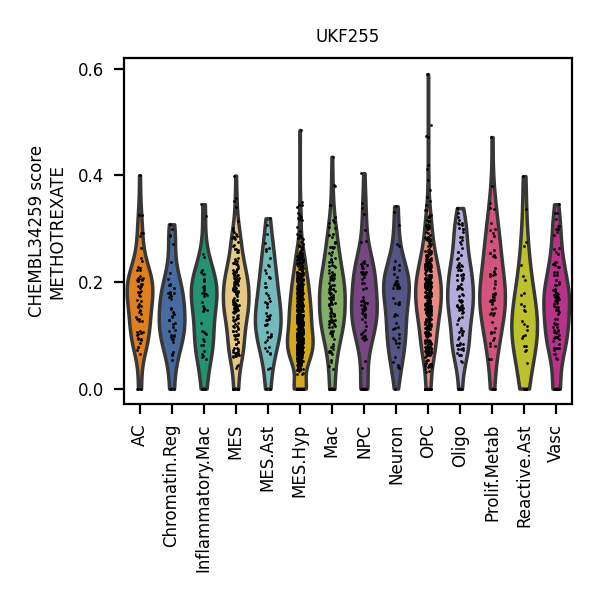 UKF255
CHEMBL34259 score
METHOTREXATE
0.6
0.4
0.2
0.0
AC
Chromatin.Reg
Inflammatory.Mac
MES
MES.Ast
MES.Hyp
Mac
NPC
Neuron
OPC
Oligo
Prolif.Metab
Reactive.Ast
Vasc